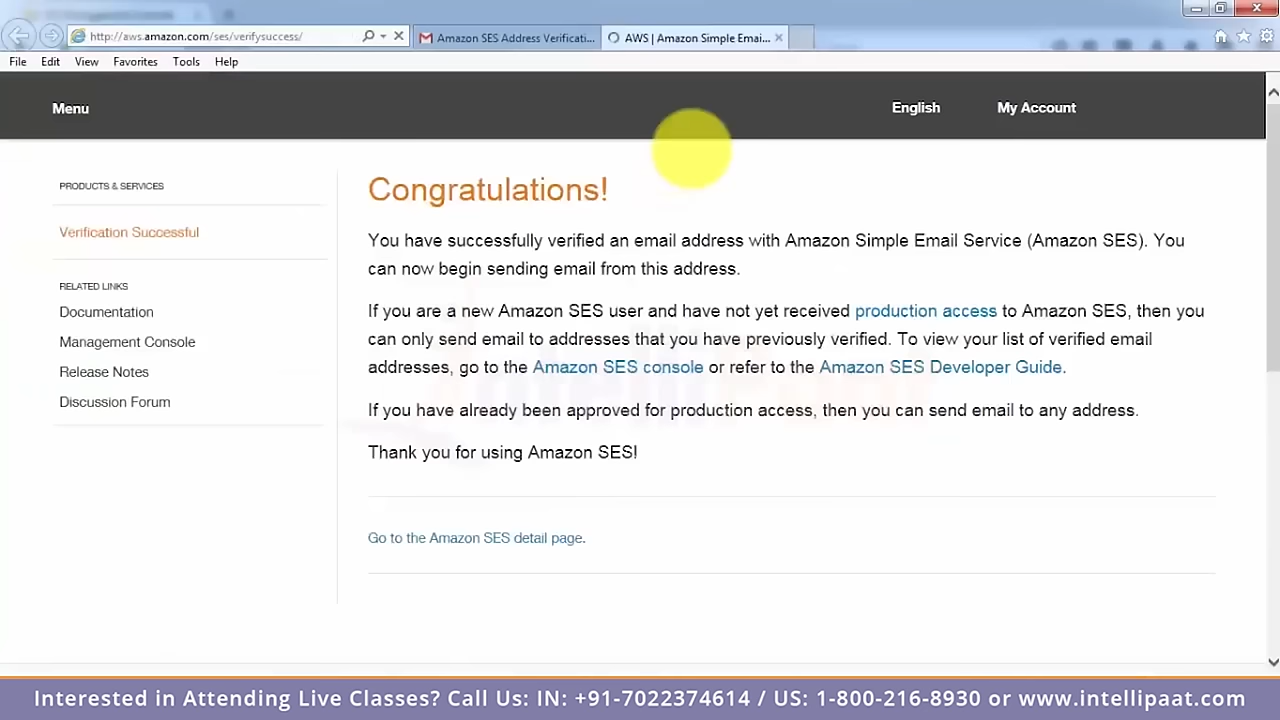 http://aws.amazon.com/ses/verifysuccess/
Amazon SES Address Verificati...
AWS | Amazon Simple Emai...
File Edit View Favorites Tools Help
Menu
English
My Account
PRODUCTS & SERVICES
Verification Successful
RELATED LINKS
Documentation
Management Console
Release Notes
Discussion Forum
Congratulations!
You have successfully verified an email address with Amazon Simple Email Service (Amazon SES). You
can now begin sending email from this address.
If you are a new Amazon SES user and have not yet received production access to Amazon SES, then you
can only send email to addresses that you have previously verified. To view your list of verified email
addresses, go to the Amazon SES console or refer to the Amazon SES Developer Guide.
If you have already been approved for production access, then you can send email to any address.
Thank you for using Amazon SES!
Go to the Amazon SES detail page.
Interested in Attending Live Classes? Call Us: IN: +91-7022374614 / US: 1-800-216-8930 or www.intellipaat.com